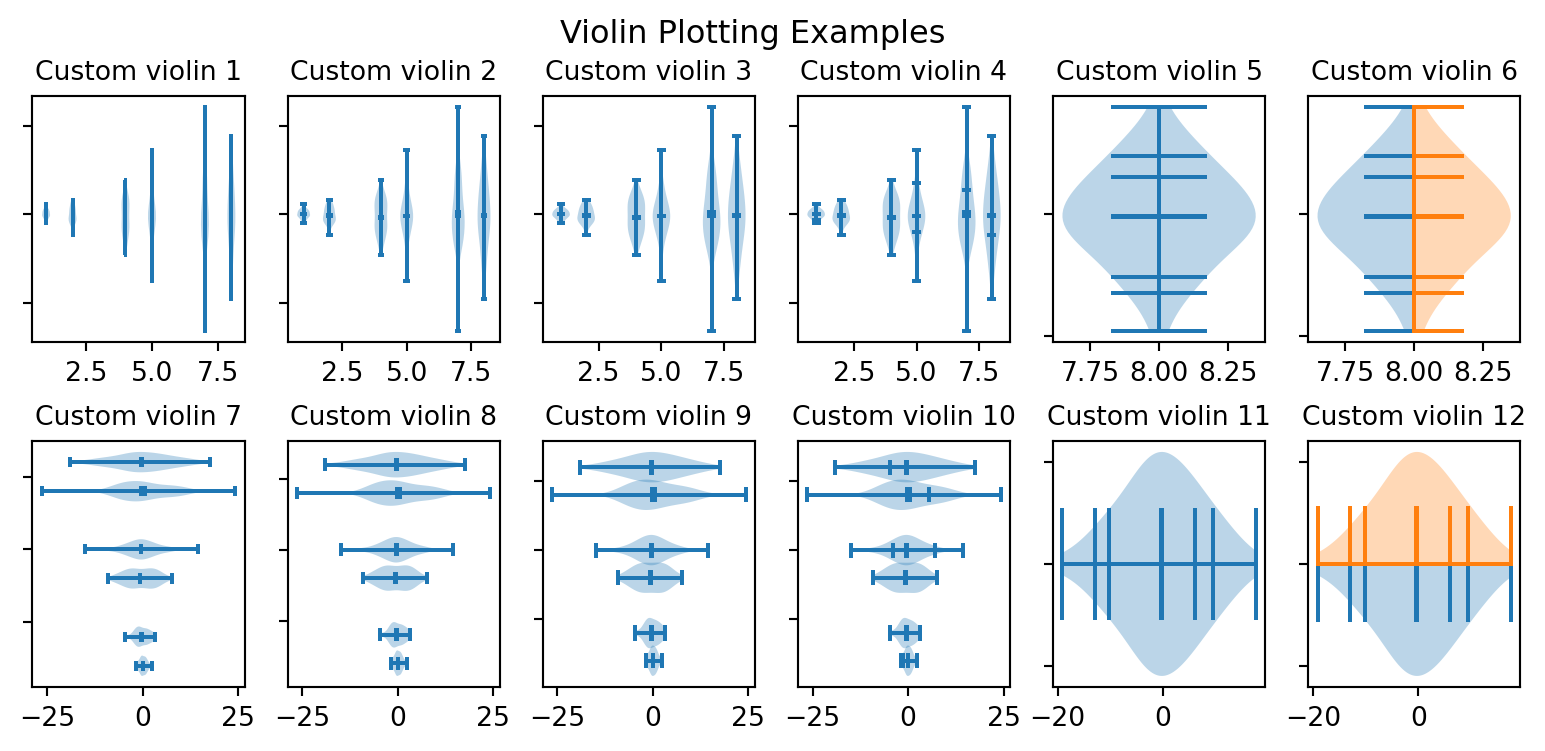 Violin Plotting Examples
Custom violin 1 Custom violin 2 Custom violin 3 Custom violin 4 Custom violin 5 Custom violin 6
2.5 5.0 7.5 2.5 5.0 7.5 2.5 5.0 7.5 2.5 5.0 7.5 7.75 8.00 8.25 7.75 8.00 8.25
Custom violin 7 Custom violin 8 Custom violin 9 Custom violin 10 Custom violin 11 Custom violin 12
−25 0 25 −25 0 25 −25 0 25 −25 0 25 −20 0 −20 0